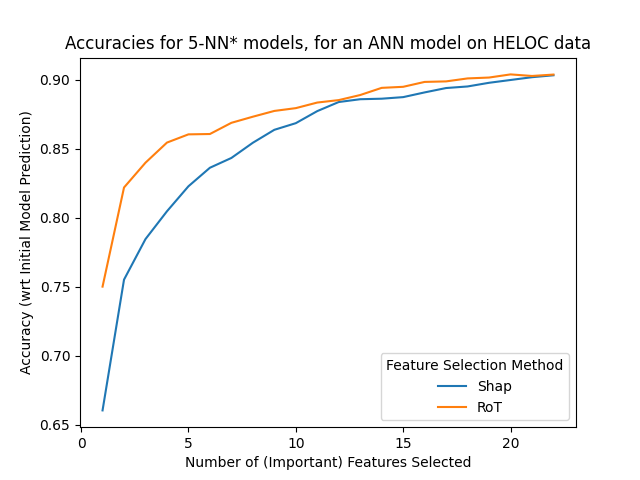 Accuracies for 5-NN* models, for an ANN model on HELOC data
Accuracy (wrt Initial Model Prediction)
0.90
0.85
0.80
0.75
0.70
0.65
Feature Selection Method
Shap
RoT
0 5 10 15 20
Number of (Important) Features Selected